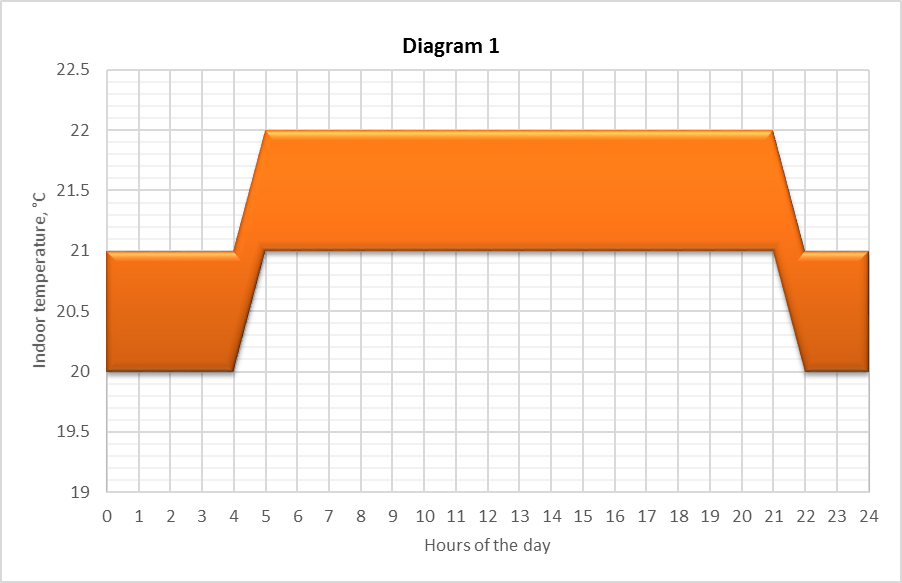 Diagram 1
22.5
22
21.5
21
20.5
20
19.5
19
Indoor temperature, °C
0 1 2 3 4 5 6 7 8 9 10 11 12 13 14 15 16 17 18 19 20 21 22 23 24
Hours of the day